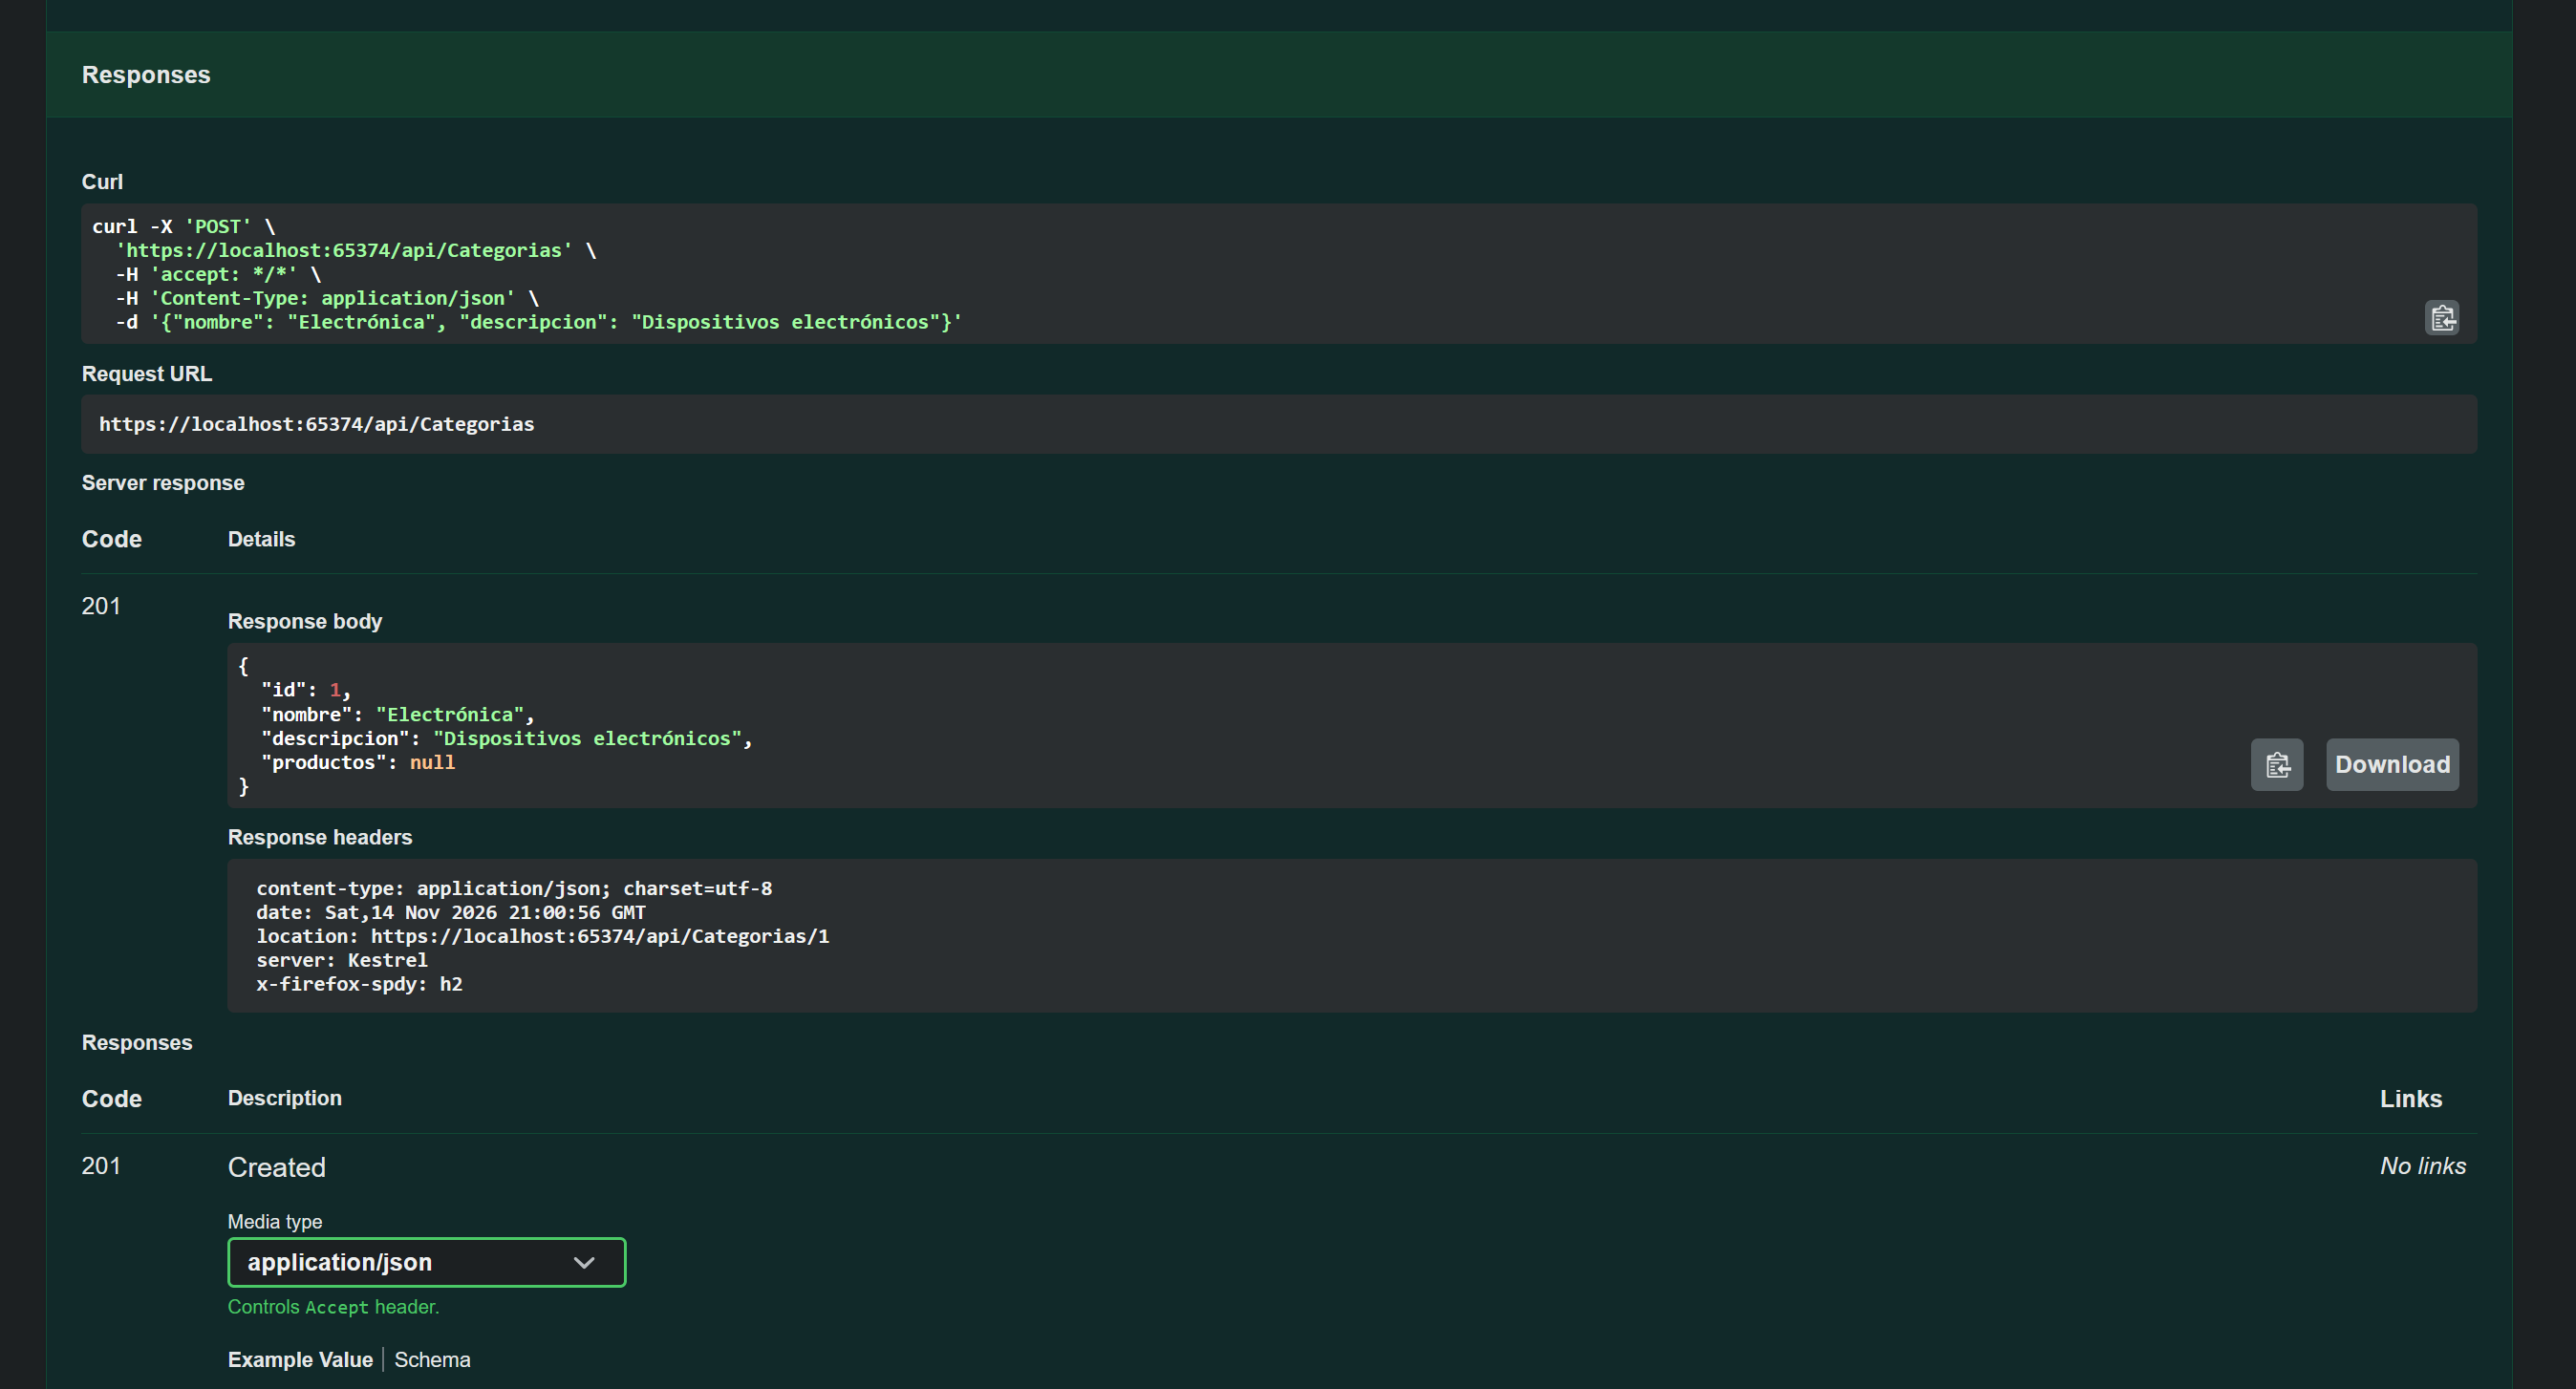 Responses
Curl
curl -X 'POST' \
  'https://localhost:65374/api/Categorias' \
  -H 'accept: */*' \
  -H 'Content-Type: application/json' \
  -d '{"nombre": "Electrónica", "descripcion": "Dispositivos electrónicos"}'
Request URL
https://localhost:65374/api/Categorias
Server response
Code Details
201
Response body
{
  "id": 1,
  "nombre": "Electrónica",
  "descripcion": "Dispositivos electrónicos",
  "productos": null
}
Download
Response headers
content-type: application/json; charset=utf-8
date: Sat,14 Nov 2026 21:00:56 GMT
location: https://localhost:65374/api/Categorias/1
server: Kestrel
x-firefox-spdy: h2
Responses
Code Description Links
201 Created No links
Media type
application/json
Controls Accept header.
Example Value Schema